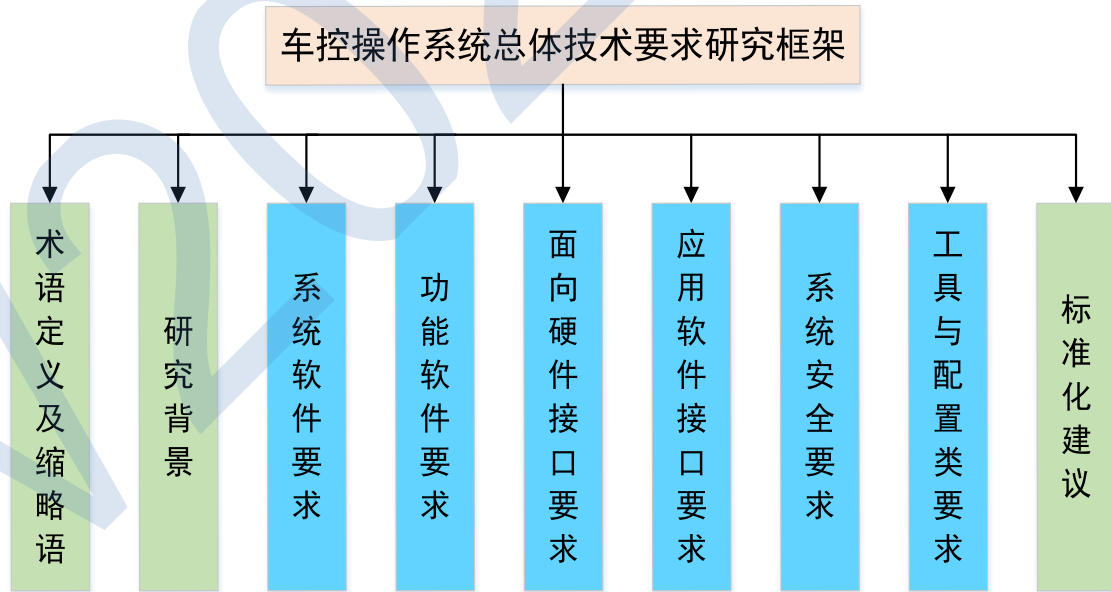 车控操作系统总体技术要求研究框架
术语定义及缩略语
研究背景
系统软件要求
功能软件要求
面向硬件接口要求
应用软件接口要求
系统安全要求
工具与配置类要求
标准化建议